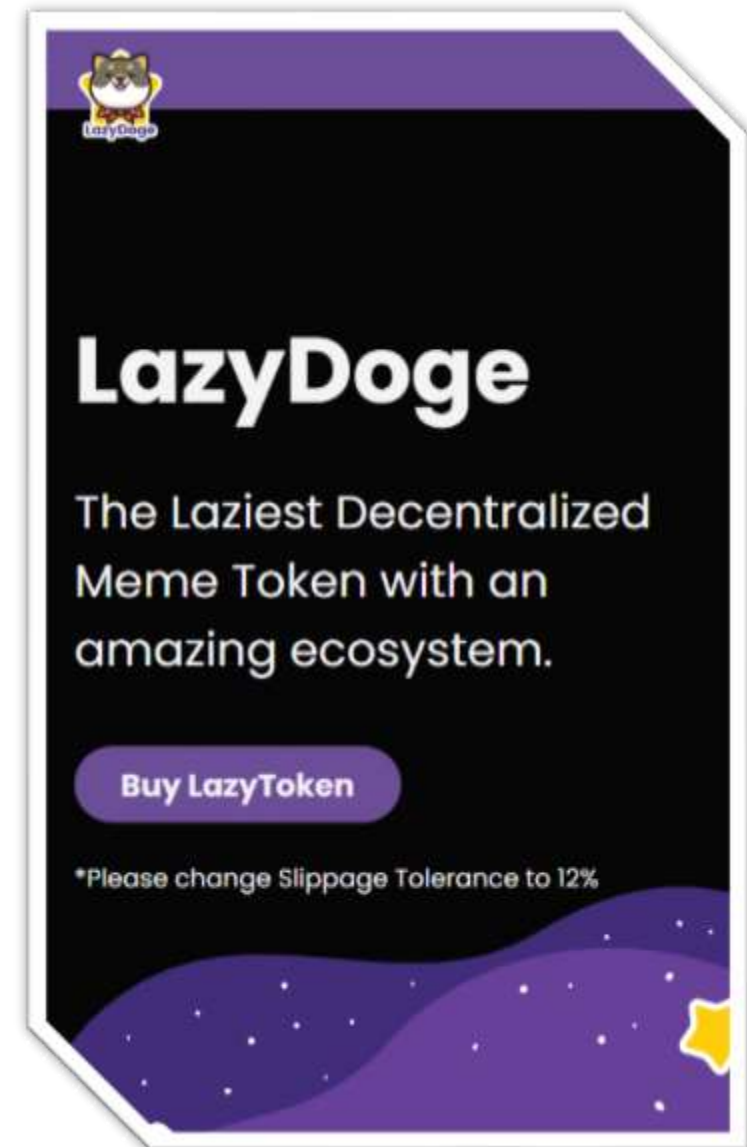 LazyDoge
LazyDoge
The Laziest Decentralized
Meme Token with an
amazing ecosystem.
Buy LazyToken
*Please change Slippage Tolerance to 12%